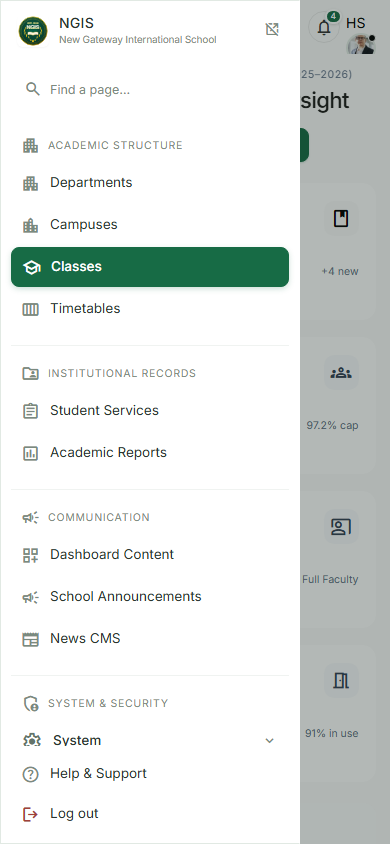 NGIS
New Gateway International School
4
HS
Find a page...
25–2026)
sight
ACADEMIC STRUCTURE
Departments
Campuses
Classes
+4 new
Timetables
INSTITUTIONAL RECORDS
Student Services
97.2% cap
Academic Reports
COMMUNICATION
Dashboard Content
Full Faculty
School Announcements
News CMS
SYSTEM & SECURITY
System
91% in use
Help & Support
Log out